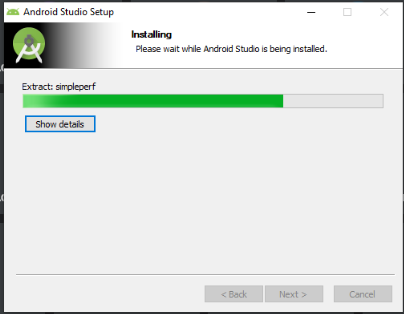 Android Studio Setup
Installing
Please wait while Android Studio is being installed.
Extract: simpleperf
Show details
< Back
Next >
Cancel